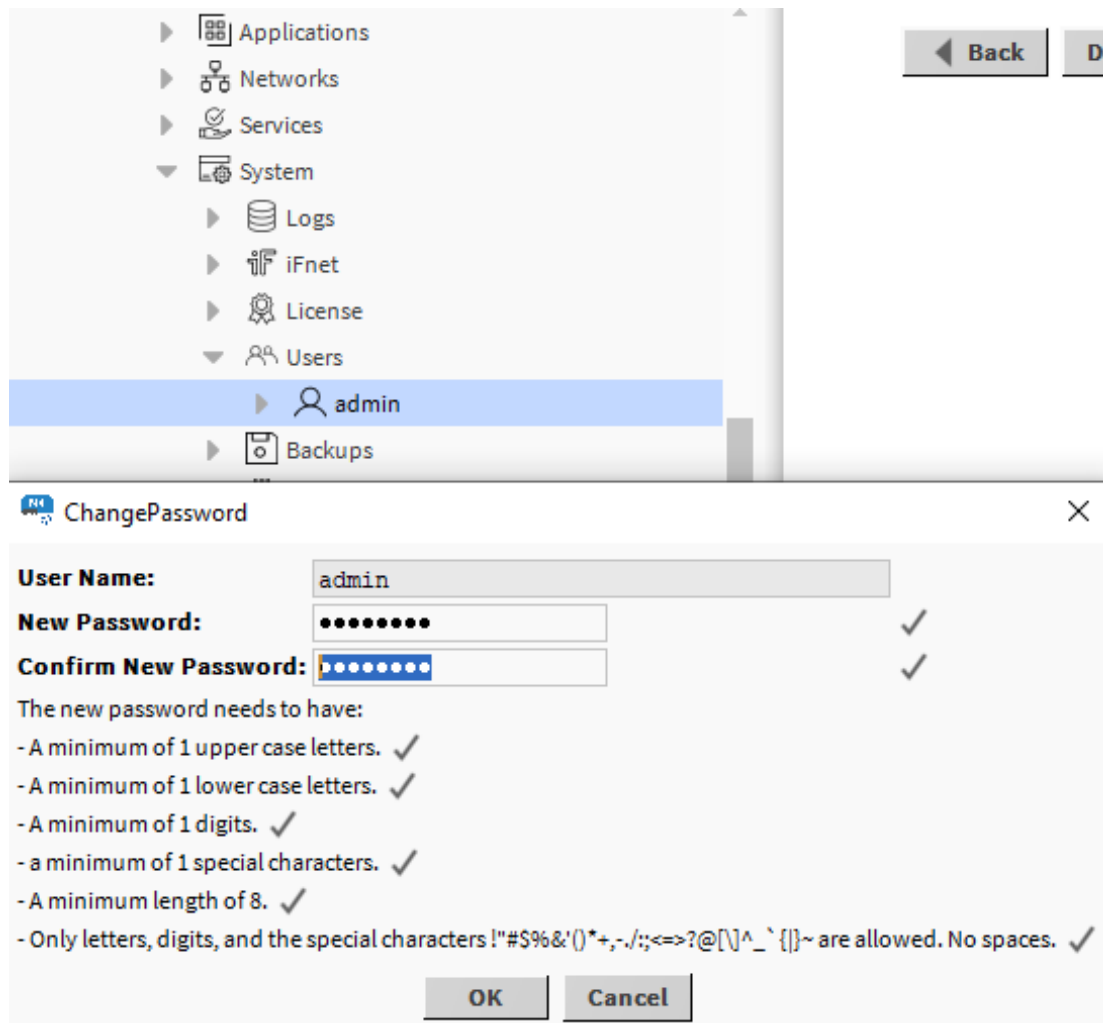 Applications
Back
D
Networks
Services
System
Logs
iFnet
License
Users
admin
Backups
N4
ChangePassword
User Name:
admin
New Password:
Confirm New Password:
The new password needs to have:
- A minimum of 1 upper case letters.
- A minimum of 1 lower case letters.
- A minimum of 1 digits.
- a minimum of 1 special characters.
- A minimum length of 8.
- Only letters, digits, and the special characters !"#$%&'()*+,-./:;<=>?@[\]^_`{|}~ are allowed. No spaces.
OK
Cancel